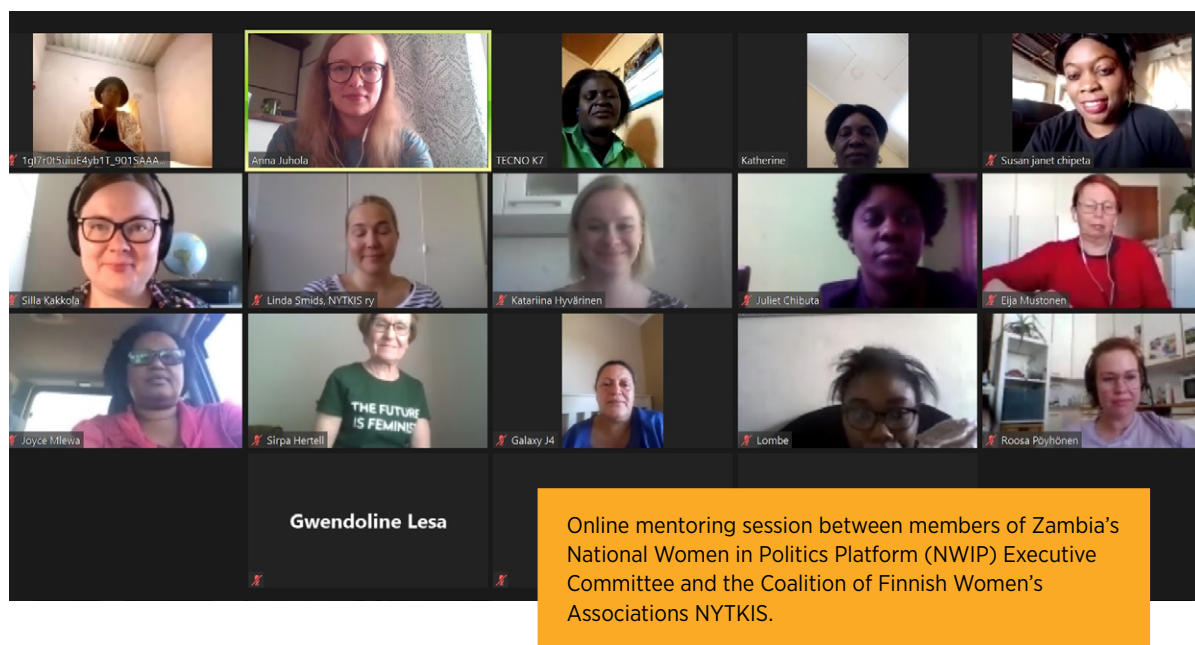 1gl7r0t5uiuE4yb1T_901SAAA...
Anna Juhola
TECNO K7
Katherine
Susan janet chipeta
Silla Kakkola
Linda Smids, NYTKIS ry
Katariina Hyvärinen
Juliet Chibuta
Eija Mustonen
Joyce Mlewa
Sirpa Hertell
THE FUTURE
IS FEMINIS
Galaxy J4
Lombe
Roosa Pöyhönen
Gwendoline Lesa
Online mentoring session between members of Zambia's
National Women in Politics Platform (NWIP) Executive
Committee and the Coalition of Finnish Women's
Associations NYTKIS.